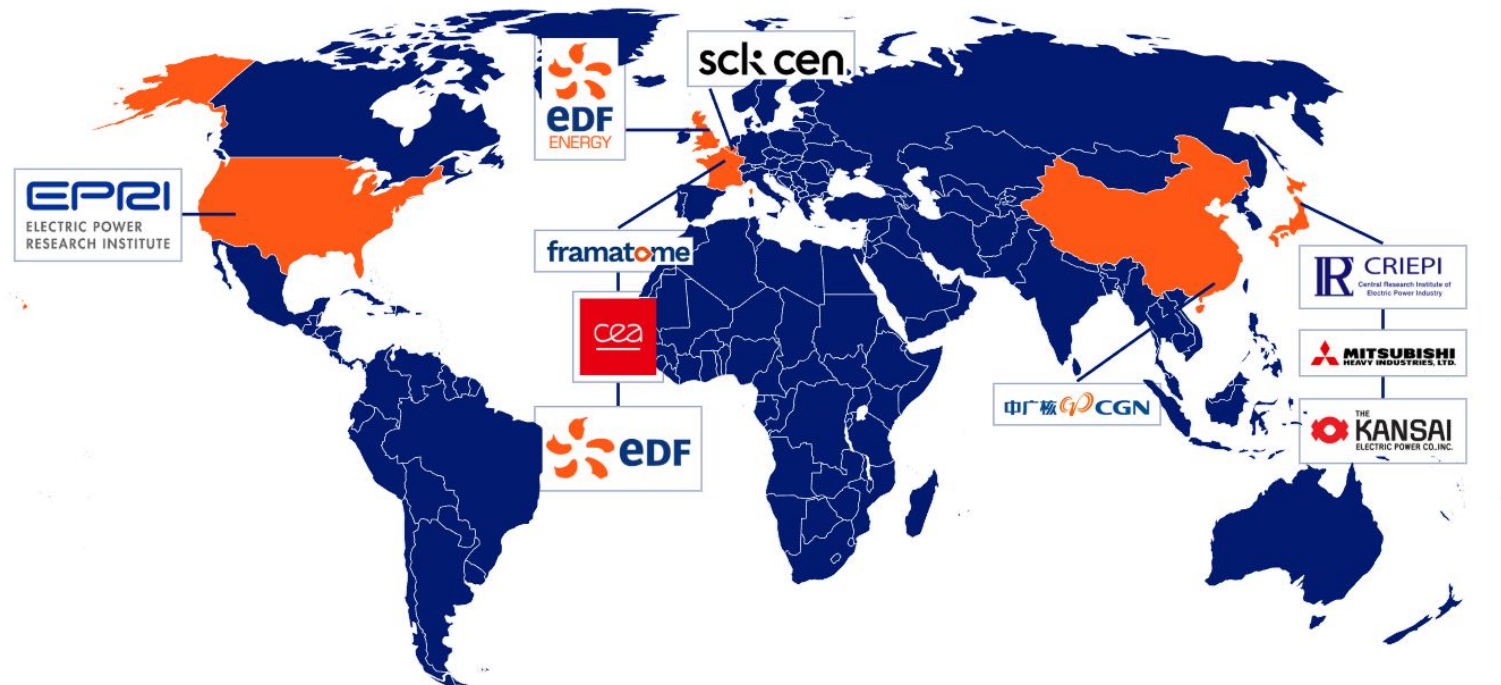 sck cen
eDF
ENERGY
EPRI
ELECTRIC POWER
RESEARCH INSTITUTE
framatome
cea
eDF
中广核 CGN
CRIEPI
Central Research Institute of
Electric Power Industry
MITSUBISHI
HEAVY INDUSTRIES, LTD.
THE
KANSAI
ELECTRIC POWER CO.,INC.